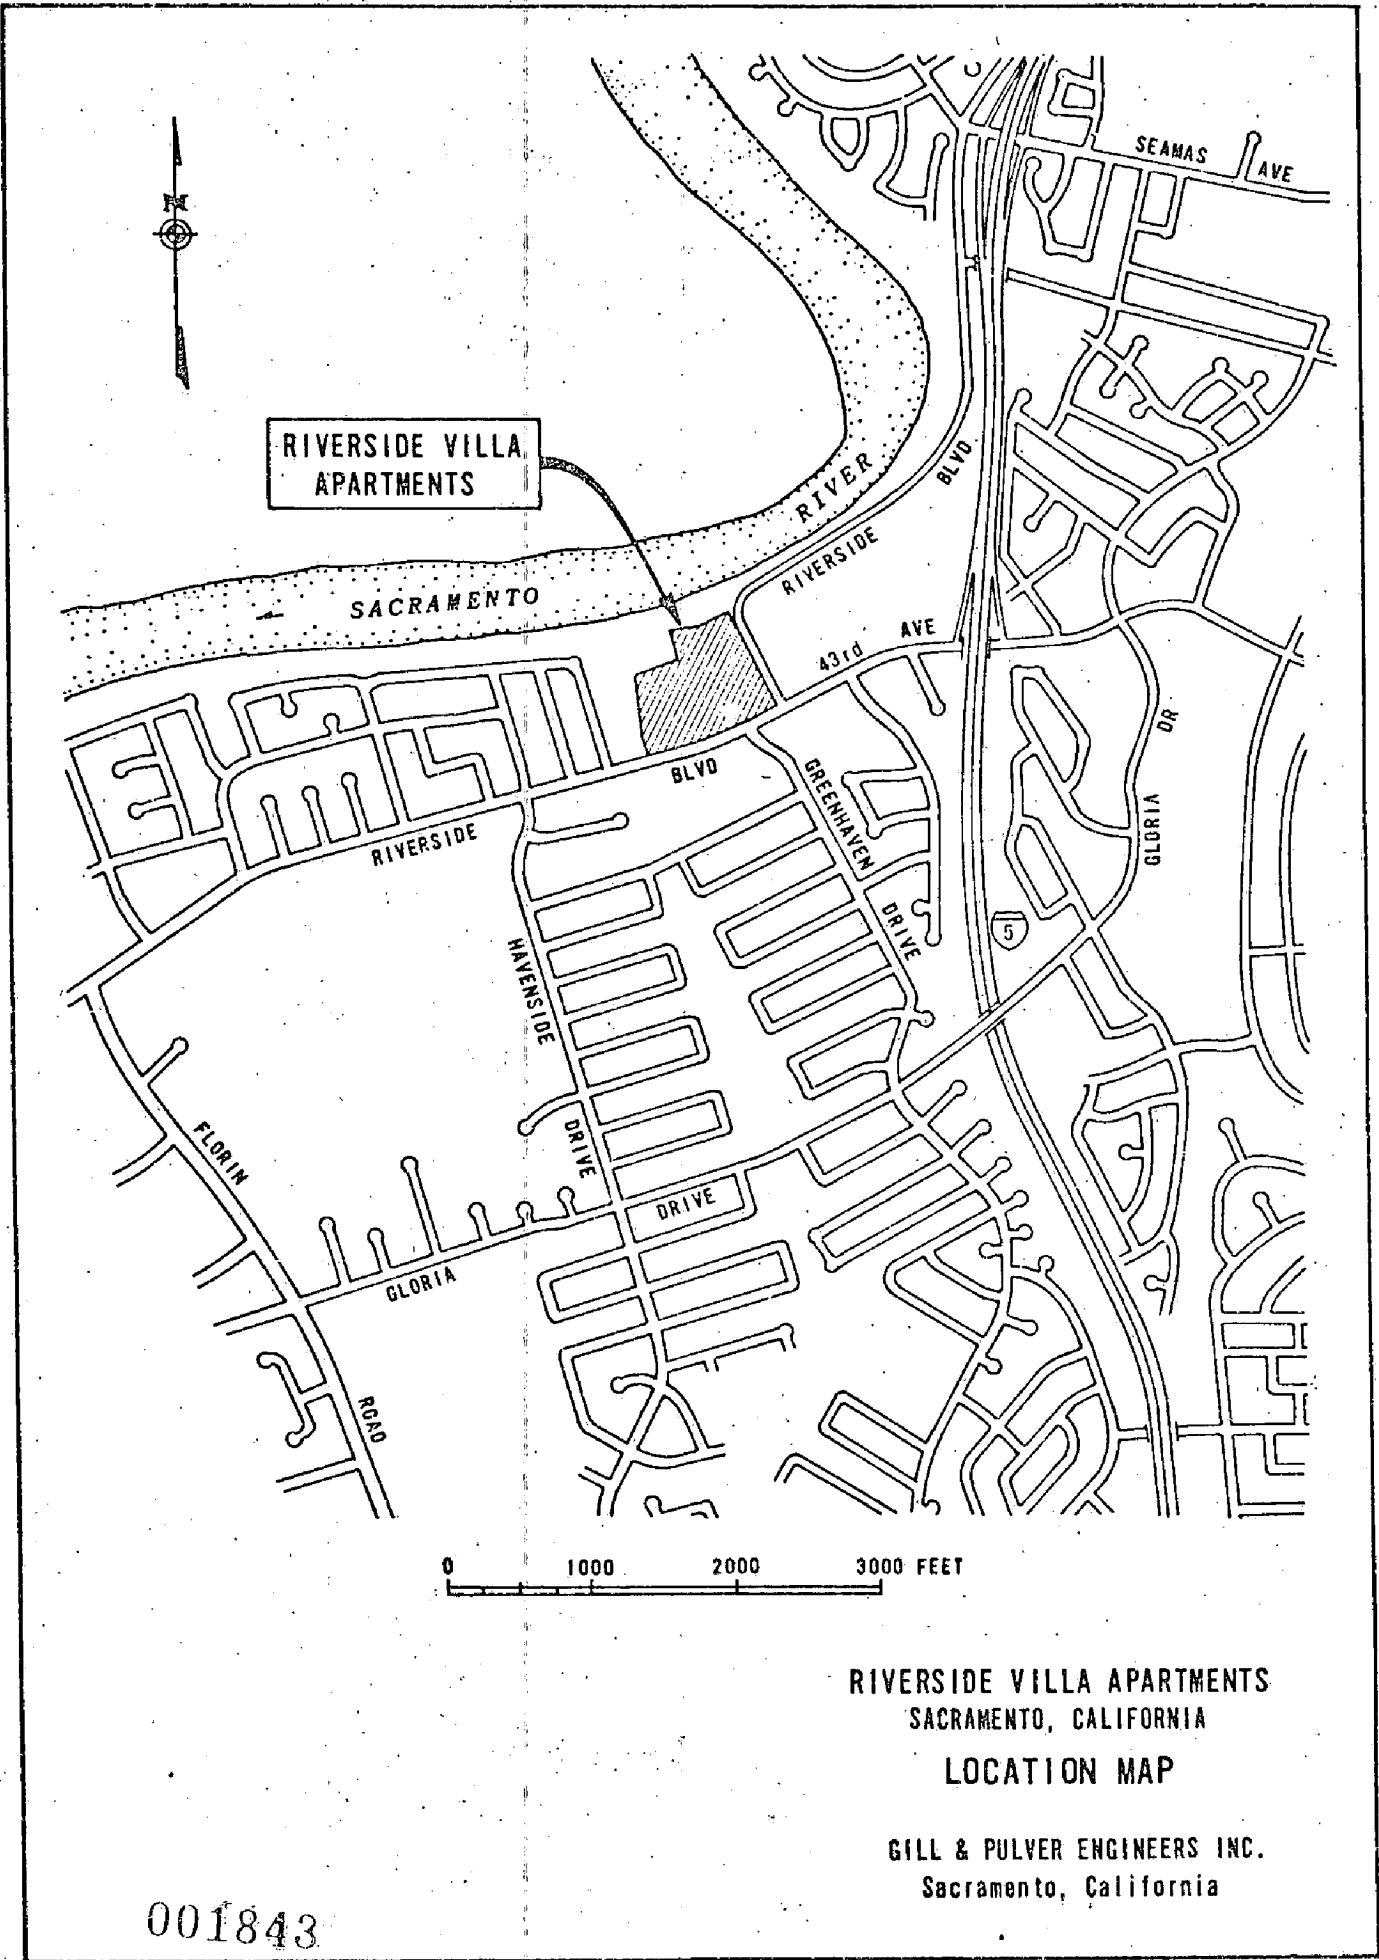 SEAMAS
AVE
N
RIVERSIDE VILLA
APARTMENTS
RIVER
BLVD
RIVERSIDE
SACRAMENTO
AVE
43rd
DR
BLVD
GREENHAVEN
RIVERSIDE
GLORIA
DRIVE
5
HAVENSIDE
FLORIN
DRIVE
DRIVE
GLORIA
ROAD
0 1000 2000 3000 FEET
RIVERSIDE VILLA APARTMENTS
SACRAMENTO, CALIFORNIA
LOCATION MAP
GILL & PULVER ENGINEERS INC.
Sacramento, California
001843